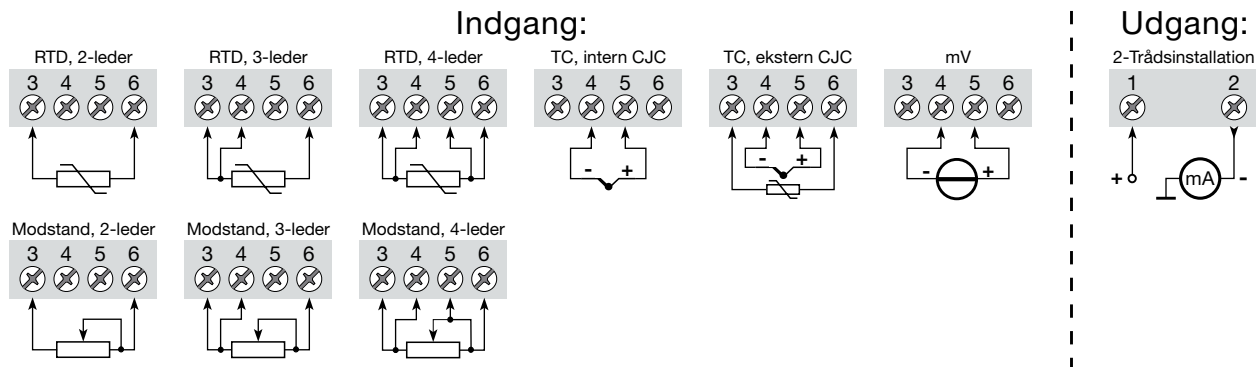 Indgang:
Udgang:
RTD, 2-leder
RTD, 3-leder
RTD, 4-leder
TC, intern CJC
TC, ekstern CJC
mV
2-Trådsinstallation
3 4 5 6
3 4 5 6
3 4 5 6
3 4 5 6
3 4 5 6
3 4 5 6
1 2
- +
- +
- +
+ mA -
Modstand, 2-leder
Modstand, 3-leder
Modstand, 4-leder
3 4 5 6
3 4 5 6
3 4 5 6